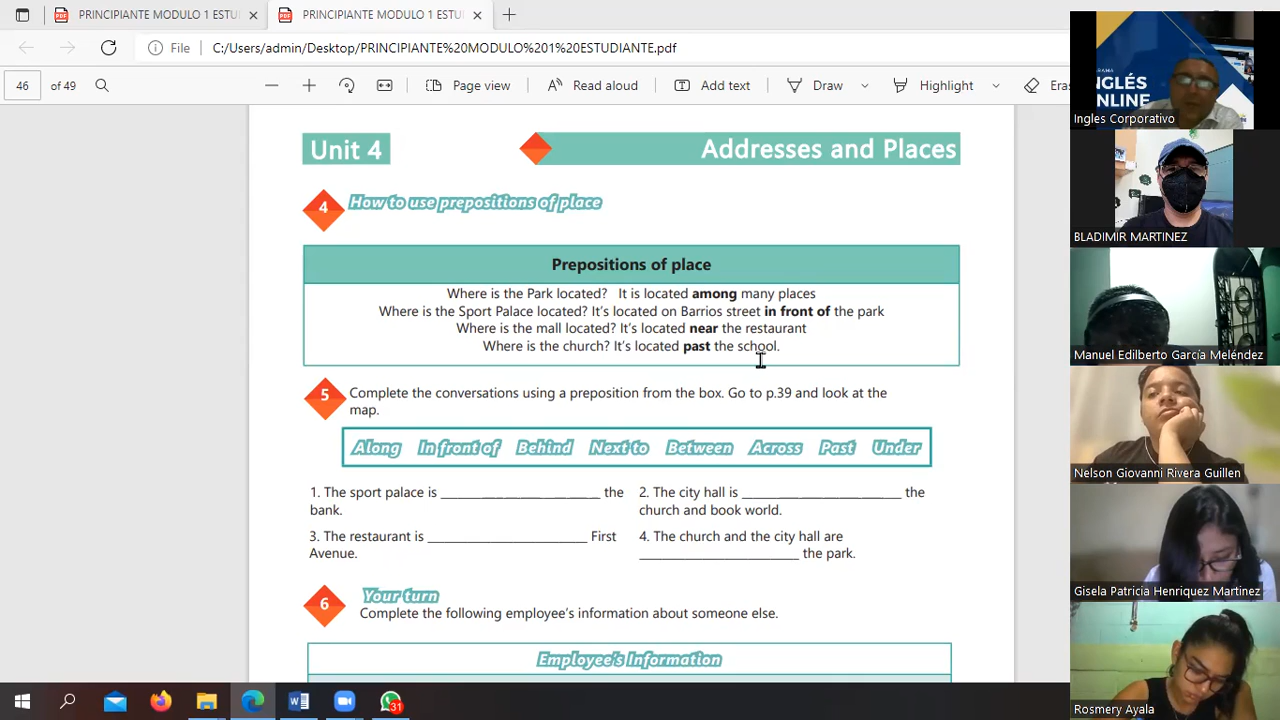 PRINCIPIANTE MODULO 1 ESTU
PRINCIPIANTE MODULO 1 ESTU
File
C:/Users/admin/Desktop/PRINCIPIANTE%20MODULO%201%20ESTUDIANTE.pdf
46 of 49
Page view
Read aloud
Add text
Draw
Highlight
Eras
Unit 4
Addresses and Places
4 How to use prepositions of place
Prepositions of place
Where is the Park located? It is located among many places
Where is the Sport Palace located? It's located on Barrios street in front of the park
Where is the mall located? It's located near the restaurant
Where is the church? It's located past the school.
5 Complete the conversations using a preposition from the box. Go to p.39 and look at the
map.
Along In front of Behind Next to Between Across Past Under
1. The sport palace is ______________________ the
bank.
2. The city hall is ______________________ the
church and book world.
3. The restaurant is ______________________ First
Avenue.
4. The church and the city hall are
______________________ the park.
6 Your turn
Complete the following employee's information about someone else.
Employee's Information
31
INGLÉS
ONLINE
Ingles Corporativo
BLADIMIR MARTINEZ
Manuel Edilberto García Meléndez
Nelson Giovanni Rivera Guillen
Gisela Patricia Henriquez Martinez
Rosmery Ayala